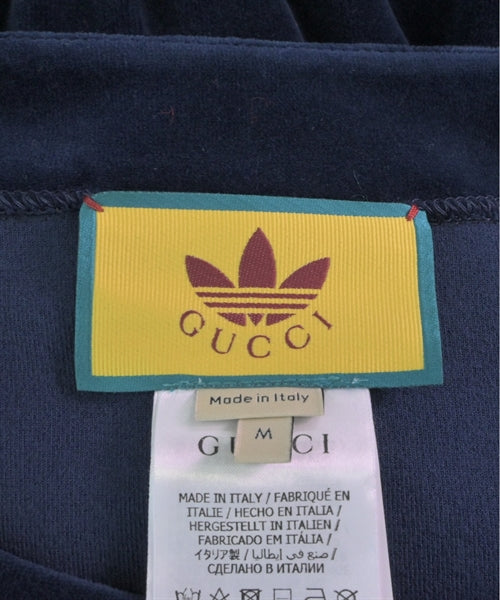 GUCCI
Made in Italy
M
GUCCI
MADE IN ITALY / FABRIQUÉ EN
ITALIE / HECHO EN ITALIA /
HERGESTELLT IN ITALIEN /
FABRICADO EM ITÁLIA /
イタリア製 / صنع في إيطاليا /
СДЕЛАНО В ИТАЛИИ